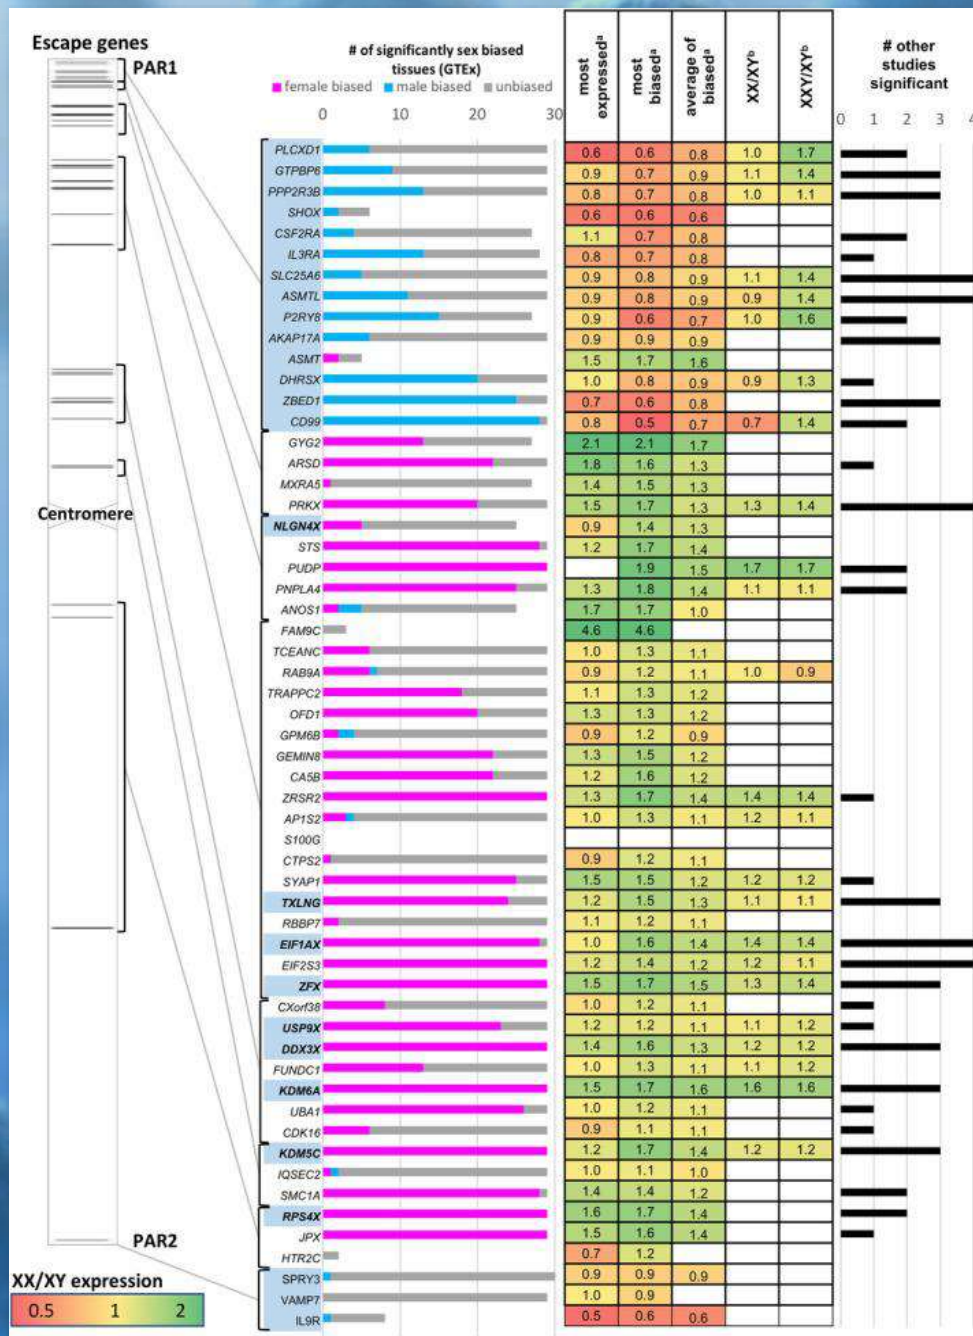 Escape genes
PAR1
# of significantly sex biased
tissues (GTEx)
female biased male biased unbiased
0 10 20 30
most expressedᵃ
most biasedᵃ
average of biasedᵃ
XX/XYᵇ
XXY/XYᵇ
# other
studies
significant
0 1 2 3 4
PLCXD1 0.6 0.6 0.8 1.0 1.7
GTPBP6 0.9 0.7 0.9 1.1 1.4
PPP2R3B 0.8 0.7 0.8 1.0 1.1
SHOX 0.6 0.6 0.6
CSF2RA 1.1 0.7 0.8
IL3RA 0.8 0.7 0.8
SLC25A6 0.9 0.8 0.9 1.1 1.4
ASMTL 0.9 0.8 0.9 0.9 1.4
P2RY8 0.9 0.6 0.7 1.0 1.6
AKAP17A 0.9 0.9 0.9
ASMT 1.5 1.7 1.6
DHRSX 1.0 0.8 0.9 0.9 1.3
ZBED1 0.7 0.6 0.8
CD99 0.8 0.5 0.7 0.7 1.4
GYG2 2.1 2.1 1.7
ARSD 1.8 1.6 1.3
MXRA5 1.4 1.5 1.3
PRKX 1.5 1.7 1.3 1.3 1.4
Centromere
NLGN4X 0.9 1.4 1.3
STS 1.2 1.7 1.4
PUDP 1.9 1.5 1.7 1.7
PNPLA4 1.3 1.8 1.4 1.1 1.1
ANOS1 1.7 1.7 1.0
FAM9C 4.6 4.6
TCEANC 1.0 1.3 1.1
RAB9A 0.9 1.2 1.1 1.0 0.9
TRAPPC2 1.1 1.3 1.2
OFD1 1.3 1.3 1.2
GPM6B 0.9 1.2 0.9
GEMIN8 1.3 1.5 1.2
CA5B 1.2 1.6 1.2
ZRSR2 1.3 1.7 1.4 1.4 1.4
AP1S2 1.0 1.3 1.1 1.2 1.1
S100G
CTPS2 0.9 1.2 1.1
SYAP1 1.5 1.5 1.2 1.2 1.2
TXLNG 1.2 1.5 1.3 1.1 1.1
RBBP7 1.1 1.2 1.1
EIF1AX 1.0 1.6 1.4 1.4 1.4
EIF2S3 1.2 1.4 1.2 1.2 1.1
ZFX 1.5 1.7 1.5 1.3 1.4
CXorf38 1.0 1.2 1.1
USP9X 1.2 1.2 1.1 1.1 1.2
DDX3X 1.4 1.6 1.3 1.2 1.2
FUNDC1 1.0 1.3 1.1 1.1 1.2
KDM6A 1.5 1.7 1.6 1.6 1.6
UBA1 1.0 1.2 1.1
CDK16 0.9 1.1 1.1
KDM5C 1.2 1.7 1.4 1.2 1.2
IQSEC2 1.0 1.1 1.0
SMC1A 1.4 1.4 1.2
RPS4X 1.6 1.7 1.4
JPX 1.5 1.6 1.4
PAR2
HTR2C 0.7 1.2
SPRY3 0.9 0.9 0.9
VAMP7 1.0 0.9
IL9R 0.5 0.6 0.6
XX/XY expression
0.5 1 2